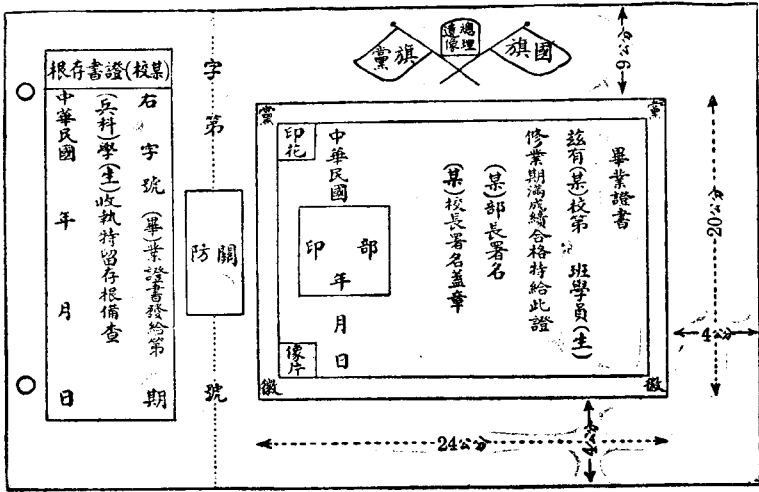 總理遺像
國旗
黨旗
9公分
黨
黨
畢業證書
茲有(某)校第 班學員(生)
修業期滿成績合格特給此證
(某)部長署名
(某)校長署名蓋章
中華民國 年 月 日
部印
印花
像片
徽
徽
20公分
4公分
24公分
4公分
字第 號
關防
(某校)證書存根
右 字 號(畢)業證書發給第 期
(兵科)學(生)收執特留存根備查
中華民國 年 月 日